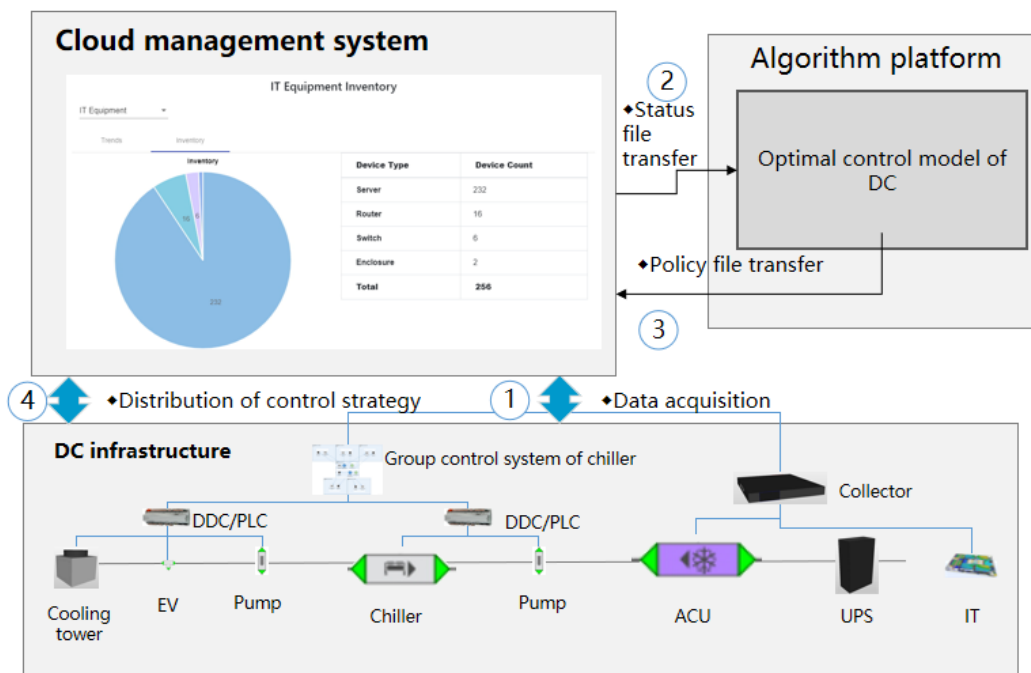 Cloud management system
IT Equipment Inventory
IT Equipment
Trends
Inventory
Inventory
16
6
232
Device Type Device Count
Server 232
Router 16
Switch 6
Enclosure 2
Total 256
2
◆Status
file
transfer
Algorithm platform
Optimal control model of
DC
◆Policy file transfer
3
4
◆Distribution of control strategy
1
◆Data acquisition
DC infrastructure
Group control system of chiller
Collector
DDC/PLC
DDC/PLC
Cooling
tower
EV
Pump
Chiller
Pump
ACU
UPS
IT